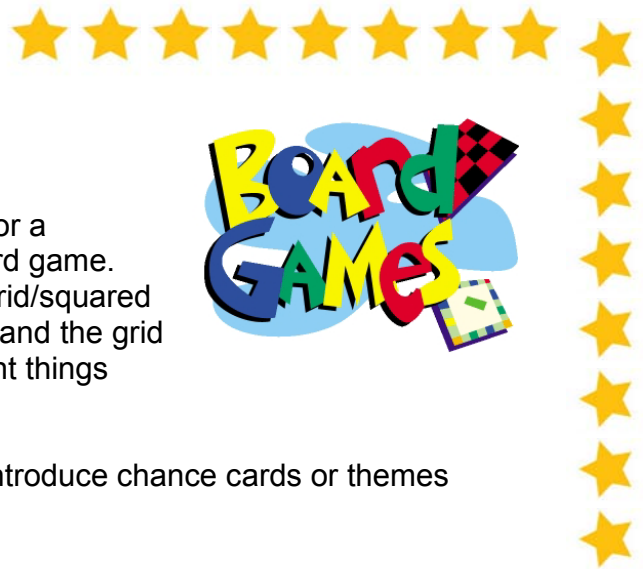 Board
Games
or a
rd game.
rid/squared
and the grid
nt things
ntroduce chance cards or themes